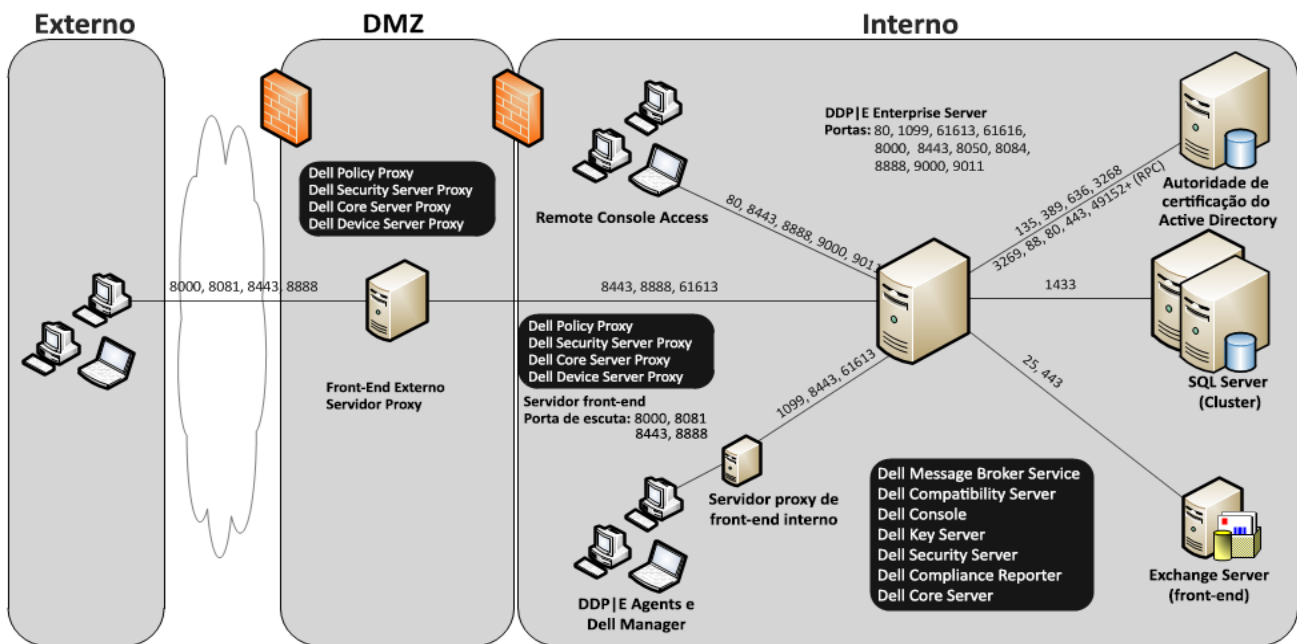 Externo
DMZ
Interno
Dell Policy Proxy
Dell Security Server Proxy
Dell Core Server Proxy
Dell Device Server Proxy
8000, 8081, 8443, 8888
Front-End Externo
Servidor Proxy
Remote Console Access
DDP|E Enterprise Server
Portas: 80, 1099, 61613, 61616,
8000, 8443, 8050, 8084,
8888, 9000, 9011
80, 8443, 8888, 9000, 9011
135, 389, 636, 3268
3269, 88, 80, 443, 49152+ (RPC)
Autoridade de
certificação do
Active Directory
8443, 8888, 61613
1433
Dell Policy Proxy
Dell Security Server Proxy
Dell Core Server Proxy
Dell Device Server Proxy
Servidor front-end
Porta de escuta: 8000, 8081
8443, 8888
1099, 8443, 61613
25, 443
SQL Server
(Cluster)
Servidor proxy de
front-end interno
DDP|E Agents e
Dell Manager
Dell Message Broker Service
Dell Compatibility Server
Dell Console
Dell Key Server
Dell Security Server
Dell Compliance Reporter
Dell Core Server
Exchange Server
(front-end)